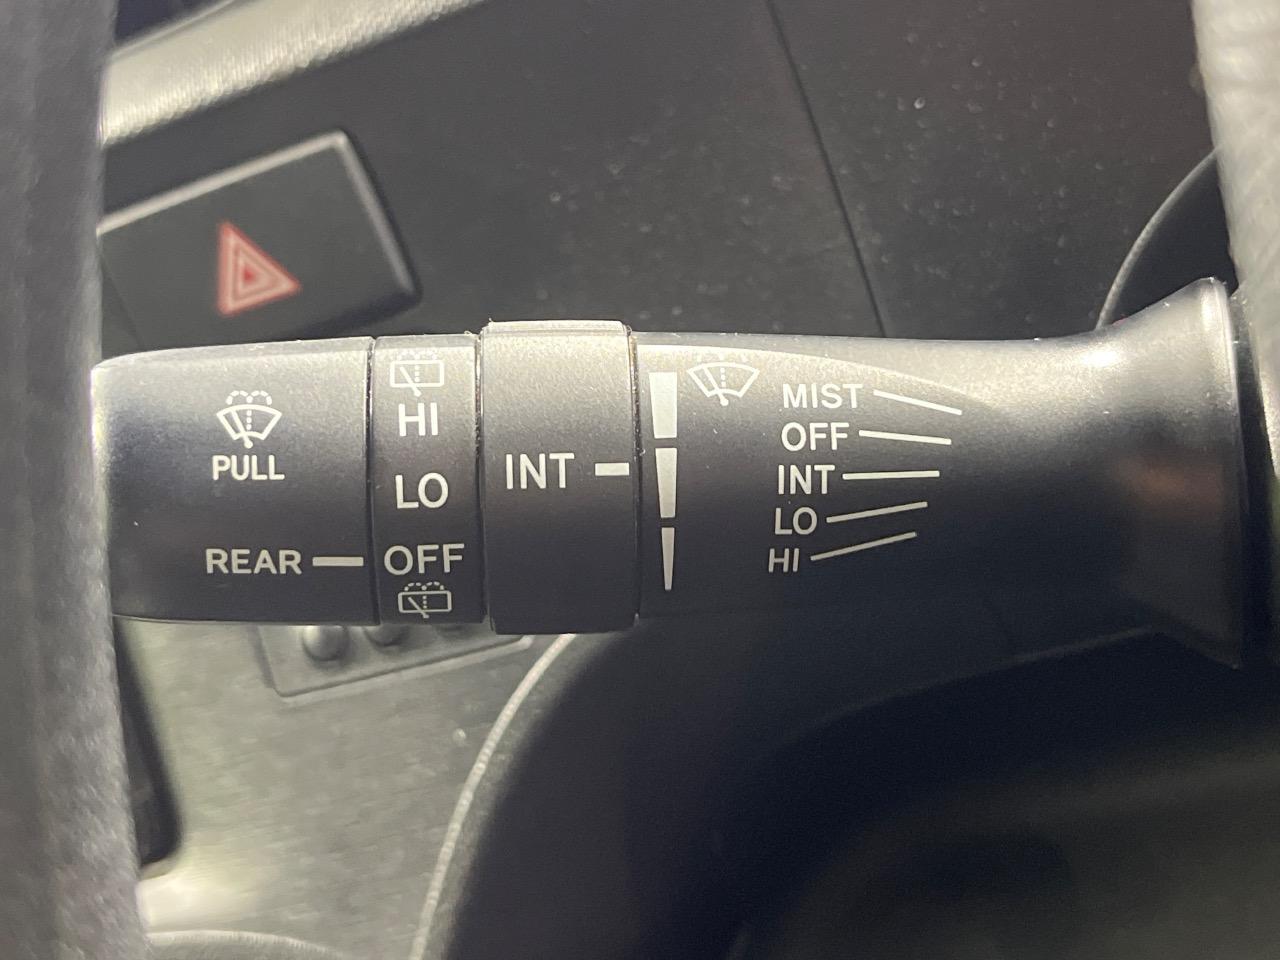 PULL
REAR
HI
LO
OFF
INT
MIST
OFF
INT
LO
HI